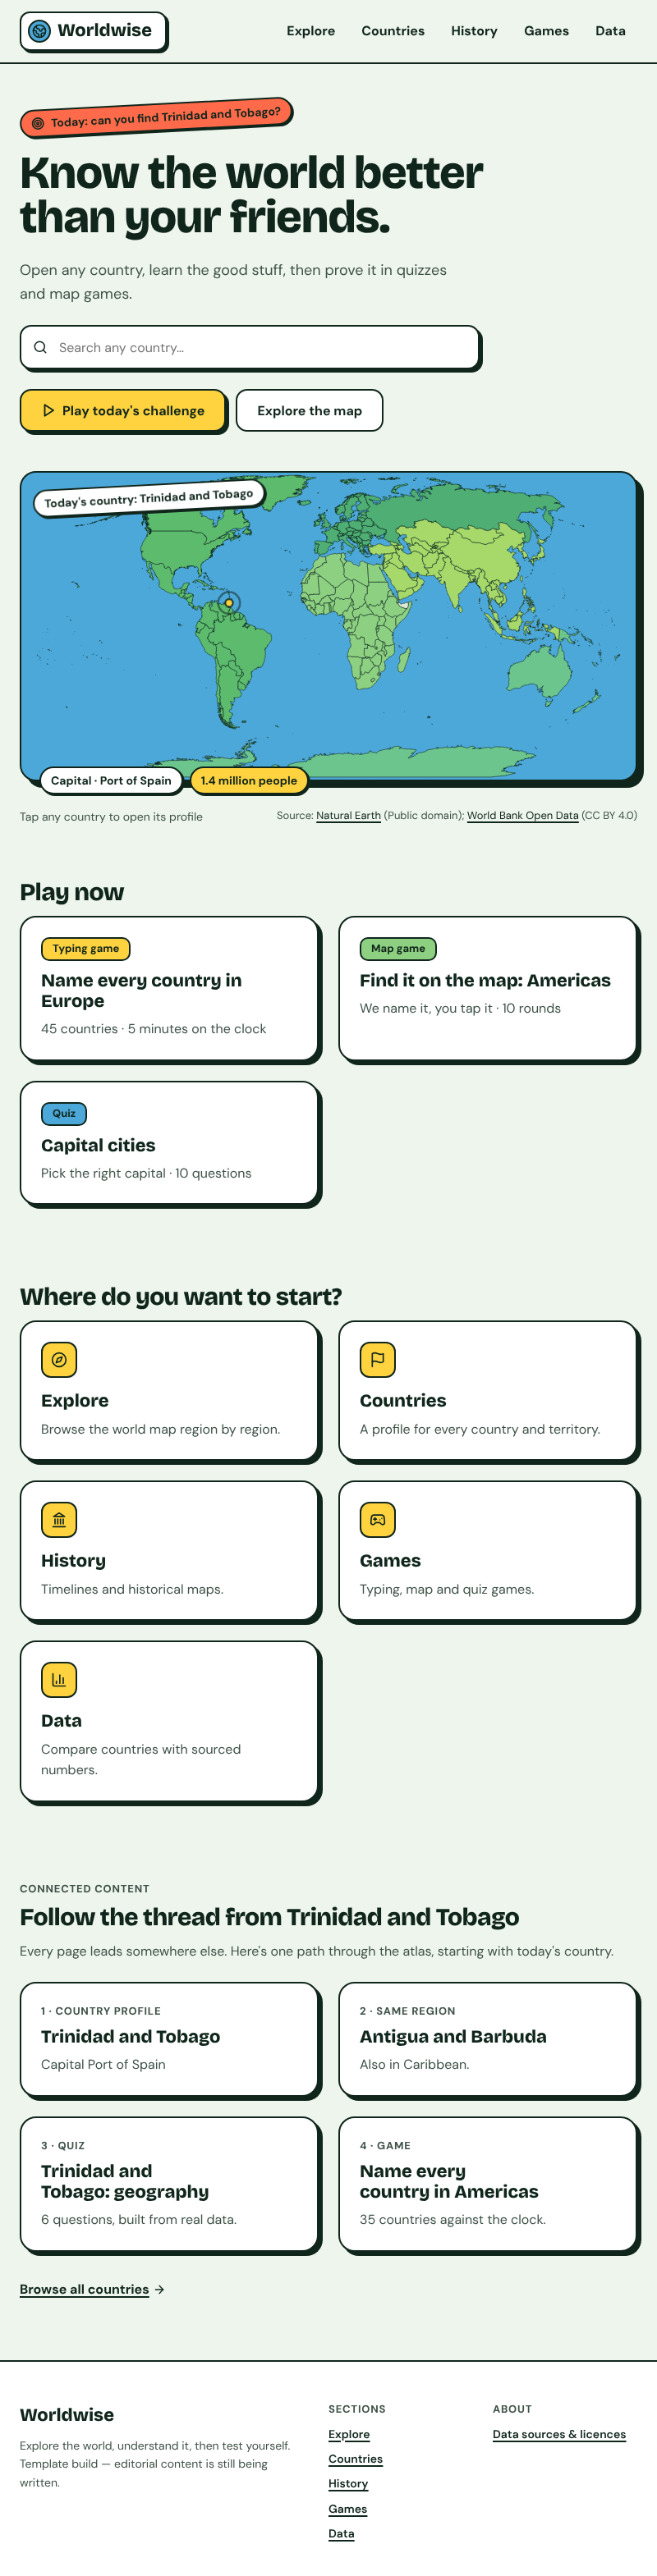 Worldwise
Explore
Countries
History
Games
Data
Today: can you find Trinidad and Tobago?
Know the world better
than your friends.
Open any country, learn the good stuff, then prove it in quizzes
and map games.
Search any country…
Play today's challenge
Explore the map
Today's country: Trinidad and Tobago
Capital · Port of Spain
1.4 million people
Tap any country to open its profile
Source: Natural Earth (Public domain); World Bank Open Data (CC BY 4.0)
Play now
Typing game
Name every country in
Europe
45 countries · 5 minutes on the clock
Map game
Find it on the map: Americas
We name it, you tap it · 10 rounds
Quiz
Capital cities
Pick the right capital · 10 questions
Where do you want to start?
Explore
Browse the world map region by region.
Countries
A profile for every country and territory.
History
Timelines and historical maps.
Games
Typing, map and quiz games.
Data
Compare countries with sourced
numbers.
CONNECTED CONTENT
Follow the thread from Trinidad and Tobago
Every page leads somewhere else. Here's one path through the atlas, starting with today's country.
1 · COUNTRY PROFILE
Trinidad and Tobago
Capital Port of Spain
2 · SAME REGION
Antigua and Barbuda
Also in Caribbean.
3 · QUIZ
Trinidad and
Tobago: geography
6 questions, built from real data.
4 · GAME
Name every
country in Americas
35 countries against the clock.
Browse all countries →
Worldwise
Explore the world, understand it, then test yourself.
Template build — editorial content is still being
written.
SECTIONS
Explore
Countries
History
Games
Data
ABOUT
Data sources & licences